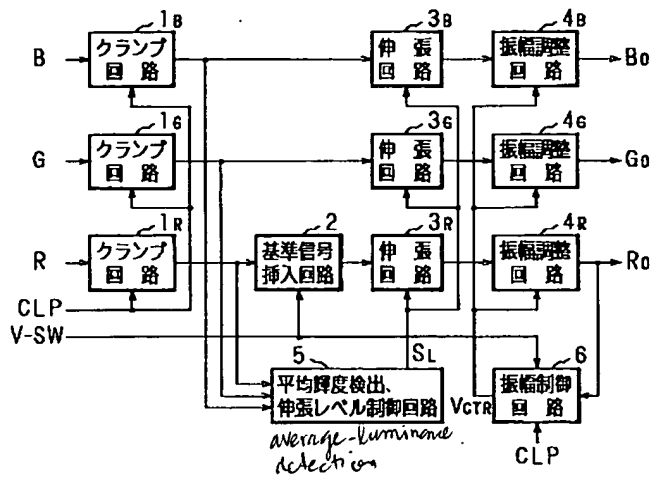 1B
3B
4B
B
クランプ
回路
伸張
回路
振幅調整
回路
Bo
1G
3G
4G
G
クランプ
回路
伸張
回路
振幅調整
回路
Go
1R
2
3R
4R
R
クランプ
回路
基準信号
挿入回路
伸張
回路
振幅調整
回路
Ro
CLP
V-SW
5
SL
6
平均輝度検出、
伸張レベル制御回路
VCTR
振幅制御
回路
average-luminance
detection
CLP